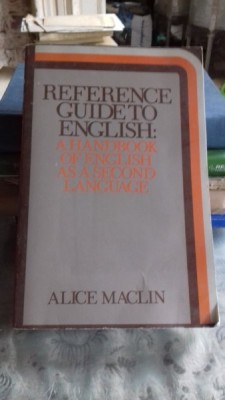 REFERENCE
GUIDE TO
ENGLISH:
A HANDBOOK
OF ENGLISH
AS A SECOND
LANGUAGE
ALICE MACLIN